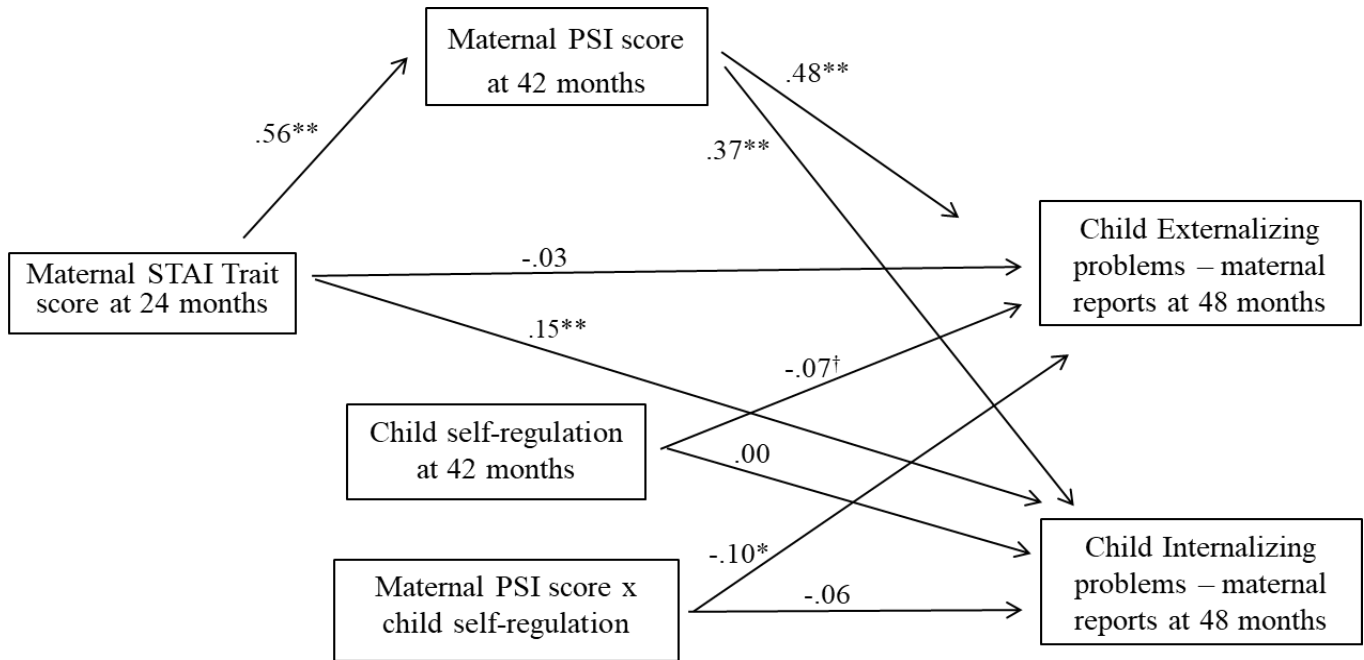 Maternal PSI score
at 42 months
.48**
.56**
.37**
Maternal STAI Trait
score at 24 months
-.03
.15**
Child Externalizing
problems – maternal
reports at 48 months
-.07†
Child self-regulation
at 42 months
.00
-.10*
Maternal PSI score x
child self-regulation
-.06
Child Internalizing
problems – maternal
reports at 48 months